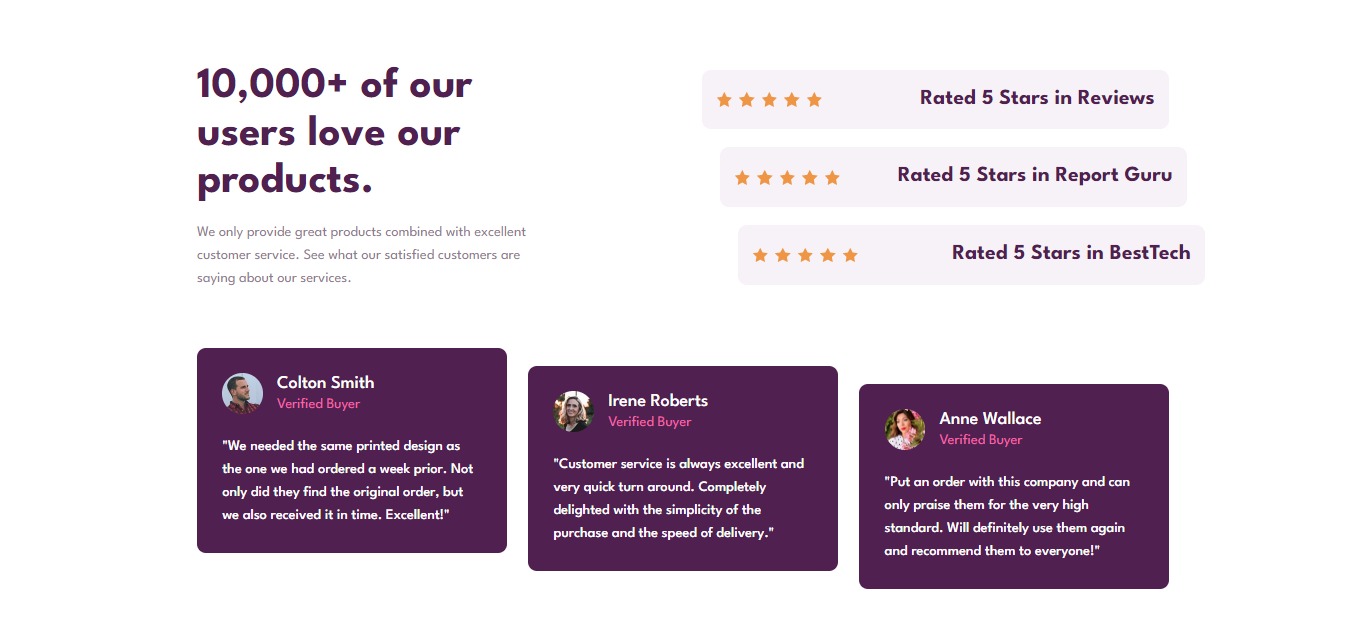 10,000+ of our
users love our
products.
We only provide great products combined with excellent
customer service. See what our satisfied customers are
saying about our services.
Rated 5 Stars in Reviews
Rated 5 Stars in Report Guru
Rated 5 Stars in BestTech
Colton Smith
Verified Buyer
"We needed the same printed design as
the one we had ordered a week prior. Not
only did they find the original order, but
we also received it in time. Excellent!"
Irene Roberts
Verified Buyer
"Customer service is always excellent and
very quick turn around. Completely
delighted with the simplicity of the
purchase and the speed of delivery."
Anne Wallace
Verified Buyer
"Put an order with this company and can
only praise them for the very high
standard. Will definitely use them again
and recommend them to everyone!"